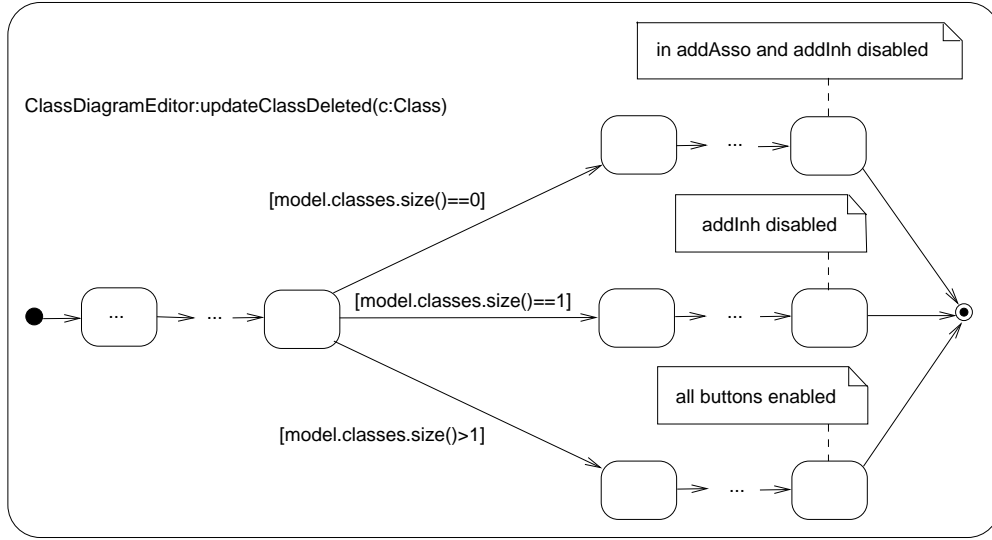 in addAsso and addInh disabled
ClassDiagramEditor:updateClassDeleted(c:Class)
...
[model.classes.size()==0]
addInh disabled
[model.classes.size()==1]
...
...
...
all buttons enabled
[model.classes.size()>1]
...